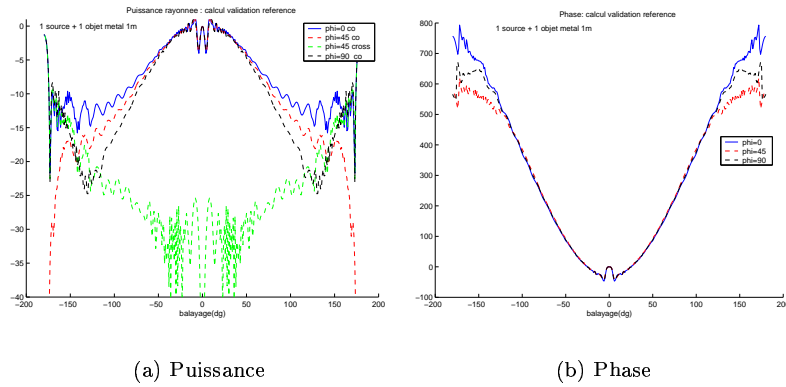 Puissance rayonnee : calcul validation reference
1 source + 1 objet metal 1m
phi=0 co
phi=45 co
phi=45 cross
phi=90 co
0
−5
−10
−15
−20
−25
−30
−35
−40
−200 −150 −100 −50 0 50 100 150 200
balayage(dg)
(a) Puissance
Phase: calcul validation reference
1 source + 1 objet metal 1m
phi=0
phi=45
phi=90
800
700
600
500
400
300
200
100
0
−100
−200 −150 −100 −50 0 50 100 150 200
balayage(dg)
(b) Phase